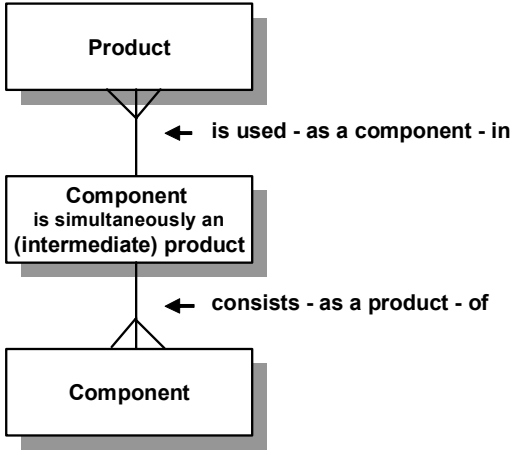 Product
is used - as a component - in
Component
is simultaneously an
(intermediate) product
consists - as a product - of
Component